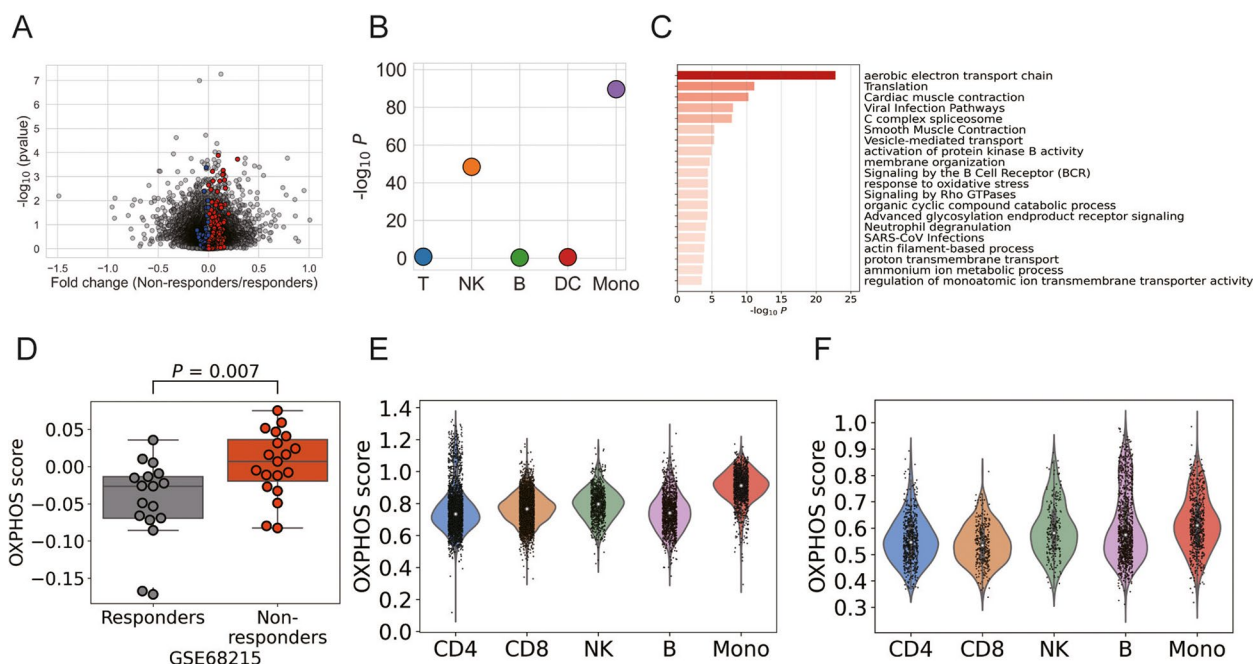 A
-log10 (pvalue)
7
6
5
4
3
2
1
0
−1.5
−1.0
−0.5
0.0
0.5
1.0
Fold change (Non-responders/responders)
B
-log10 P
100
80
60
40
20
0
T
NK
B
DC
Mono
C
aerobic electron transport chain
Translation
Cardiac muscle contraction
Viral Infection Pathways
C complex spliceosome
Smooth Muscle Contraction
Vesicle-mediated transport
activation of protein kinase B activity
membrane organization
Signaling by the B Cell Receptor (BCR)
response to oxidative stress
Signaling by Rho GTPases
organic cyclic compound catabolic process
Advanced glycosylation endproduct receptor signaling
Neutrophil degranulation
SARS-CoV Infections
actin filament-based process
proton transmembrane transport
ammonium ion metabolic process
regulation of monoatomic ion transmembrane transporter activity
0
5
10
15
20
25
-log10 P
D
P = 0.007
OXPHOS score
0.05
0.00
−0.05
−0.10
−0.15
Responders
Non-
responders
GSE68215
E
OXPHOS score
1.4
1.2
1.0
0.8
0.6
0.4
0.2
0.0
CD4
CD8
NK
B
Mono
F
OXPHOS score
1.0
0.9
0.8
0.7
0.6
0.5
0.4
0.3
CD4
CD8
NK
B
Mono